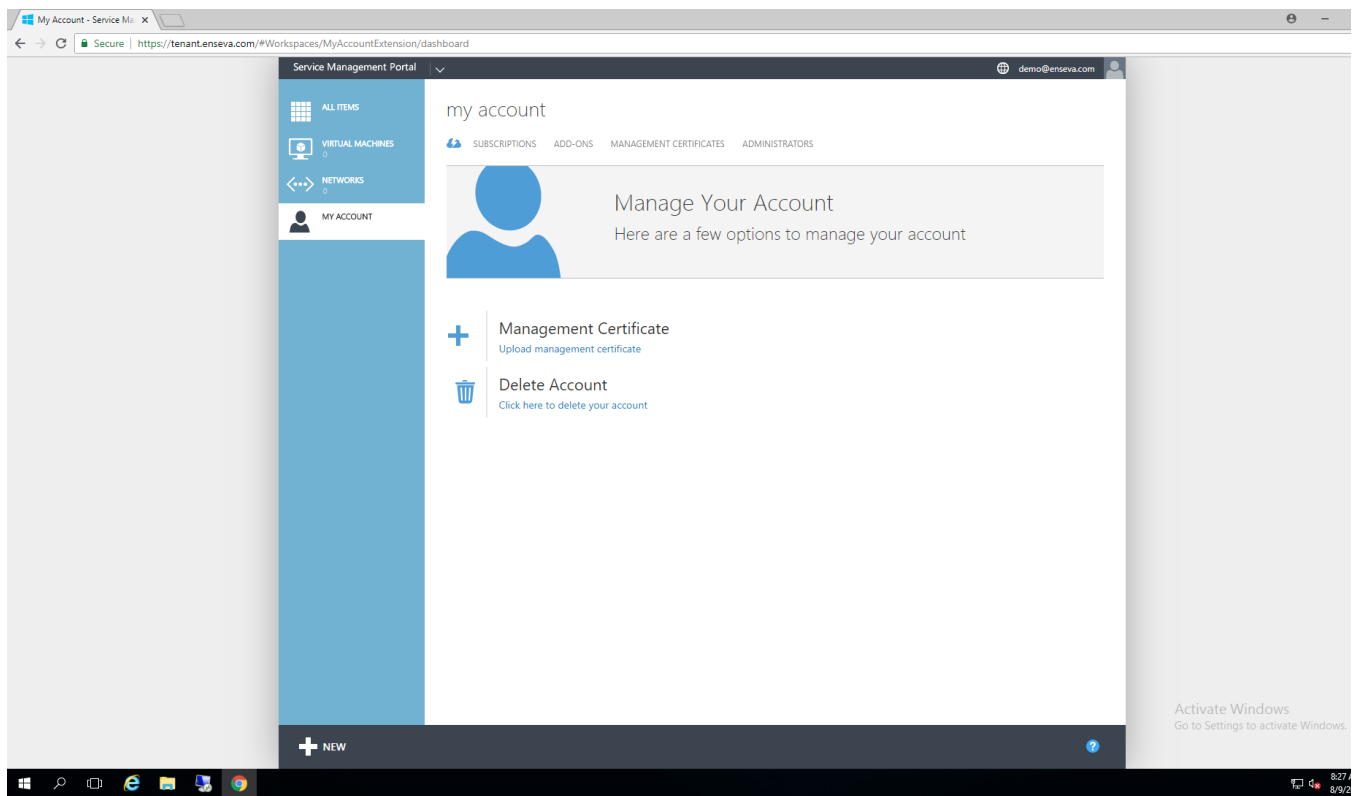 My Account - Service Ma
Secure | https://tenant.enseva.com/#Workspaces/MyAccountExtension/dashboard
Service Management Portal
demo@enseva.com
ALL ITEMS
VIRTUAL MACHINES
0
NETWORKS
0
MY ACCOUNT
my account
SUBSCRIPTIONS ADD-ONS MANAGEMENT CERTIFICATES ADMINISTRATORS
Manage Your Account
Here are a few options to manage your account
Management Certificate
Upload management certificate
Delete Account
Click here to delete your account
Activate Windows
Go to Settings to activate Windows.
NEW
?
8:27 A
8/9/2